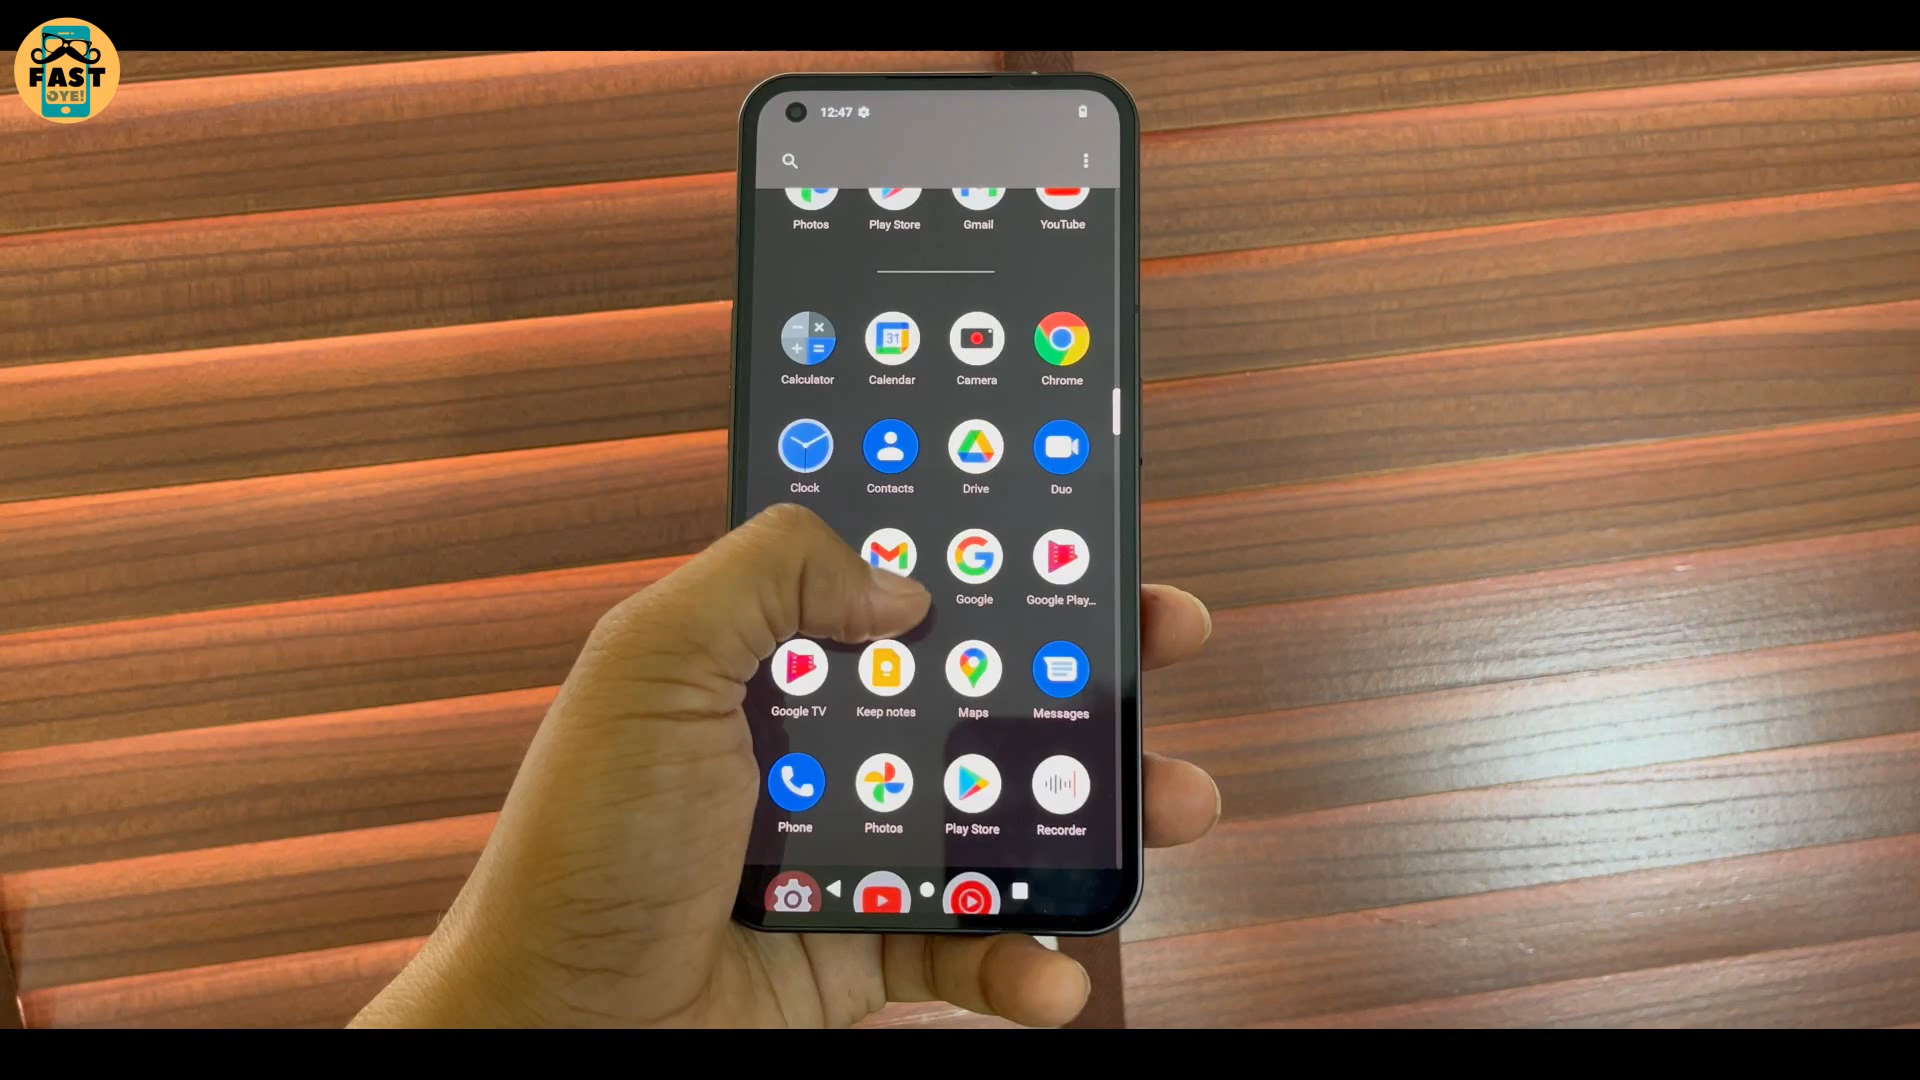 FAST
OYE!
12:47
Photos Play Store Gmail YouTube
31
Calculator Calendar Camera Chrome
Clock Contacts Drive Duo
Google Google Play...
Google TV Keep notes Maps Messages
Phone Photos Play Store Recorder